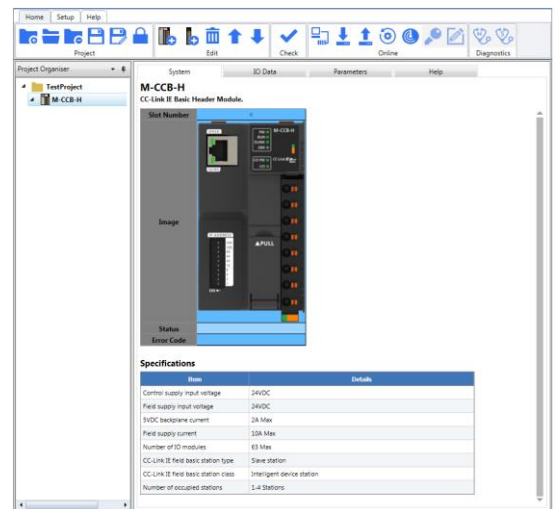 Home Setup Help
Project Edit Check Online Diagnostics
Project Organiser
TestProject
M-CCB-H
System IO Data Parameters Help
M-CCB-H
CC-Link IE Basic Header Module.
Slot Number
M-CCB-H
Image
PULL
Status
Error Code
Specifications
Item Details
Control supply input voltage 24VDC
Field supply input voltage 24VDC
5VDC backplane current 2A Max
Field supply current 10A Max
Number of IO modules 63 Max
CC-Link IE field basic station type Slave station
CC-Link IE field basic station class Intelligent device station
Number of occupied stations 1-4 Stations